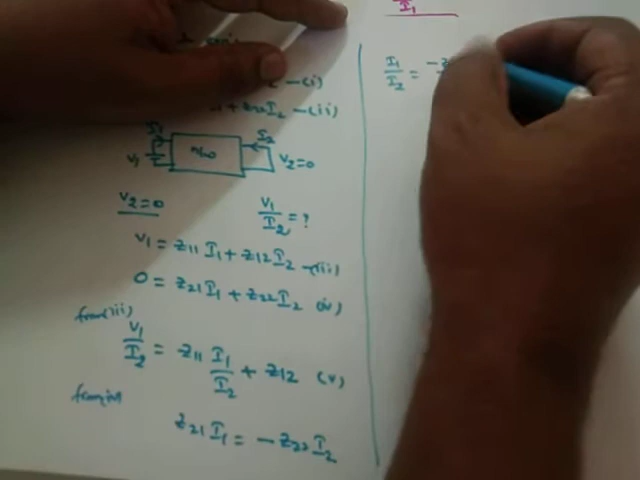 I2 — (i)
+ Z22 I2 — (ii)
V1
I2
V2=0
V2=0
V1/I2 = ?
V1 = Z11 I1 + Z12 I2 — (iii)
0 = Z21 I1 + Z22 I2 (iv)
from (iii)
V1/I2 = Z11 I1/I2 + Z12 (v)
from (iv)
Z21 I1 = − Z22 I2
I1
I1/I2 = −Z